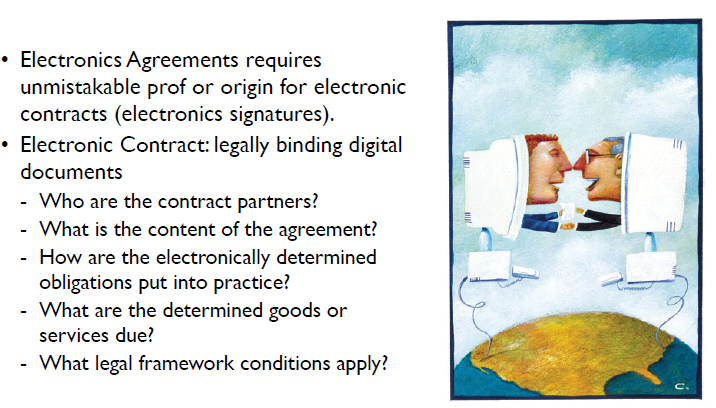 • Electronics Agreements requires
unmistakable prof or origin for electronic
contracts (electronics signatures).
• Electronic Contract: legally binding digital
documents
- Who are the contract partners?
- What is the content of the agreement?
- How are the electronically determined
obligations put into practice?
- What are the determined goods or
services due?
- What legal framework conditions apply?
C.